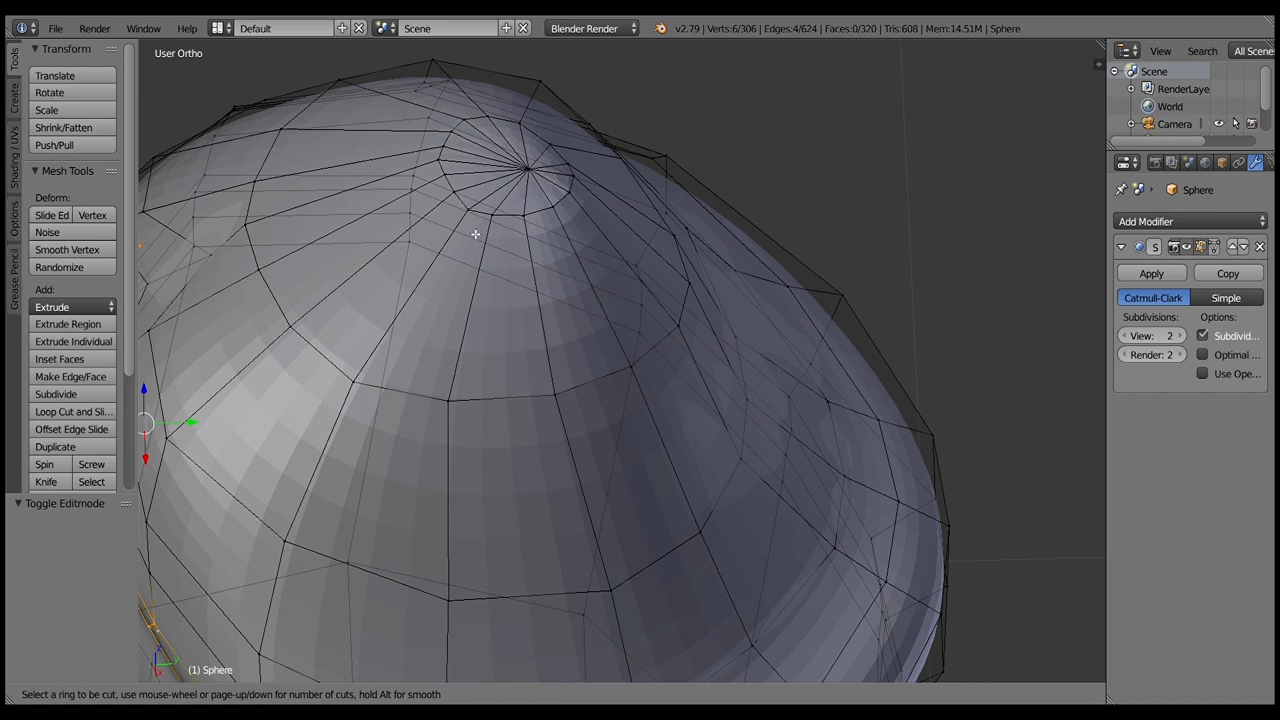 File Render Window Help Default Scene Blender Render v2.79 | Verts:6/306 | Edges:4/624 | Faces:0/320 | Tris:608 | Mem:14.51M | Sphere
Tools
Create
Shading / UVs
Options
Grease Pencil
Transform
Translate
Rotate
Scale
Shrink/Fatten
Push/Pull
Mesh Tools
Deform:
Slide Ed Vertex
Noise
Smooth Vertex
Randomize
Add:
Extrude
Extrude Region
Extrude Individual
Inset Faces
Make Edge/Face
Subdivide
Loop Cut and Sli...
Offset Edge Slide
Duplicate
Spin Screw
Knife Select
Toggle Editmode
User Ortho
z
y
x
(1) Sphere
View Search All Scene
Scene
RenderLaye
World
Camera
Sphere
Add Modifier
S
Apply Copy
Catmull-Clark Simple
Subdivisions: Options:
View: 2 Subdivid...
Render: 2 Optimal ...
Use Ope...
Select a ring to be cut, use mouse-wheel or page-up/down for number of cuts, hold Alt for smooth